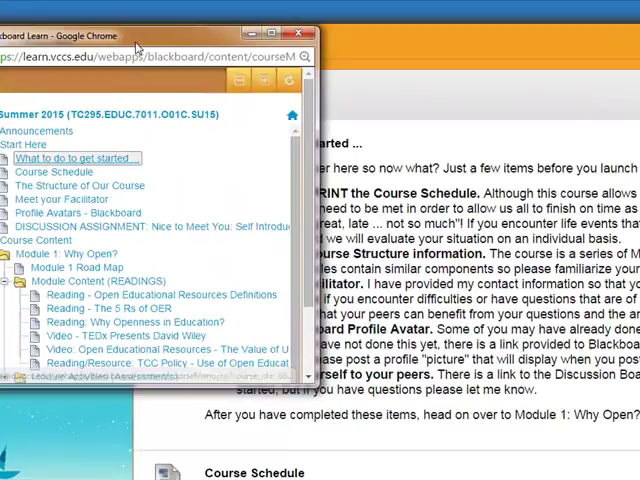 kboard Learn - Google Chrome
ps://learn.vccs.edu/webapps/blackboard/content/courseM
Summer 2015 (TC295.EDUC.7011.O01C.SU15)
Announcements
Start Here
What to do to get started ...
Course Schedule
The Structure of Our Course
Meet your Facilitator
Profile Avatars - Blackboard
DISCUSSION ASSIGNMENT: Nice to Meet You: Self Introdu
Course Content
Module 1: Why Open?
Module 1 Road Map
Module Content (READINGS)
Reading - Open Educational Resources Definitions
Reading - The 5 Rs of OER
Reading: Why Openness in Education?
Video - TEDx Presents David Wiley
Video: Open Educational Resources - The Value of U
Reading/Resource: TCC Policy - Use of Open Educat
arted ...
er here so now what? Just a few items before you launch
PRINT the Course Schedule. Although this course allows
need to be met in order to allow us all to finish on time as
reat, late ... not so much"! If you encounter life events tha
d we will evaluate your situation on an individual basis.
ourse Structure information. The course is a series of M
les contain similar components so please familiarize your
ilitator. I have provided my contact information so that y
if you encounter difficulties or have questions that are of
that your peers can benefit from your questions and the an
oard Profile Avatar. Some of you may have already done
have not done this yet, there is a link provided to Blackboa
ease post a profile "picture" that will display when you pos
rself to your peers. There is a link to the Discussion Boa
started, but if you have questions please let me know.
After you have completed these items, head on over to Module 1: Why Open?
Course Schedule